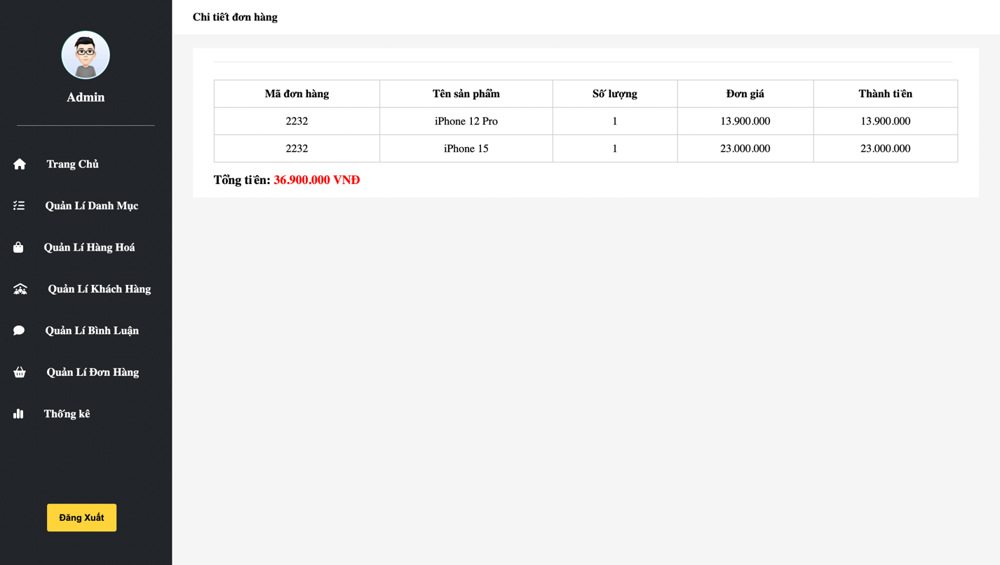 Chi tiết đơn hàng
Admin
Trang Chủ
Quản Lí Danh Mục
Quản Lí Hàng Hoá
Quản Lí Khách Hàng
Quản Lí Bình Luận
Quản Lí Đơn Hàng
Thống kê
Đăng Xuất
Mã đơn hàng Tên sản phẩm Số lượng Đơn giá Thành tiền
2232 iPhone 12 Pro 1 13.900.000 13.900.000
2232 iPhone 15 1 23.000.000 23.000.000
Tổng tiền: 36.900.000 VNĐ